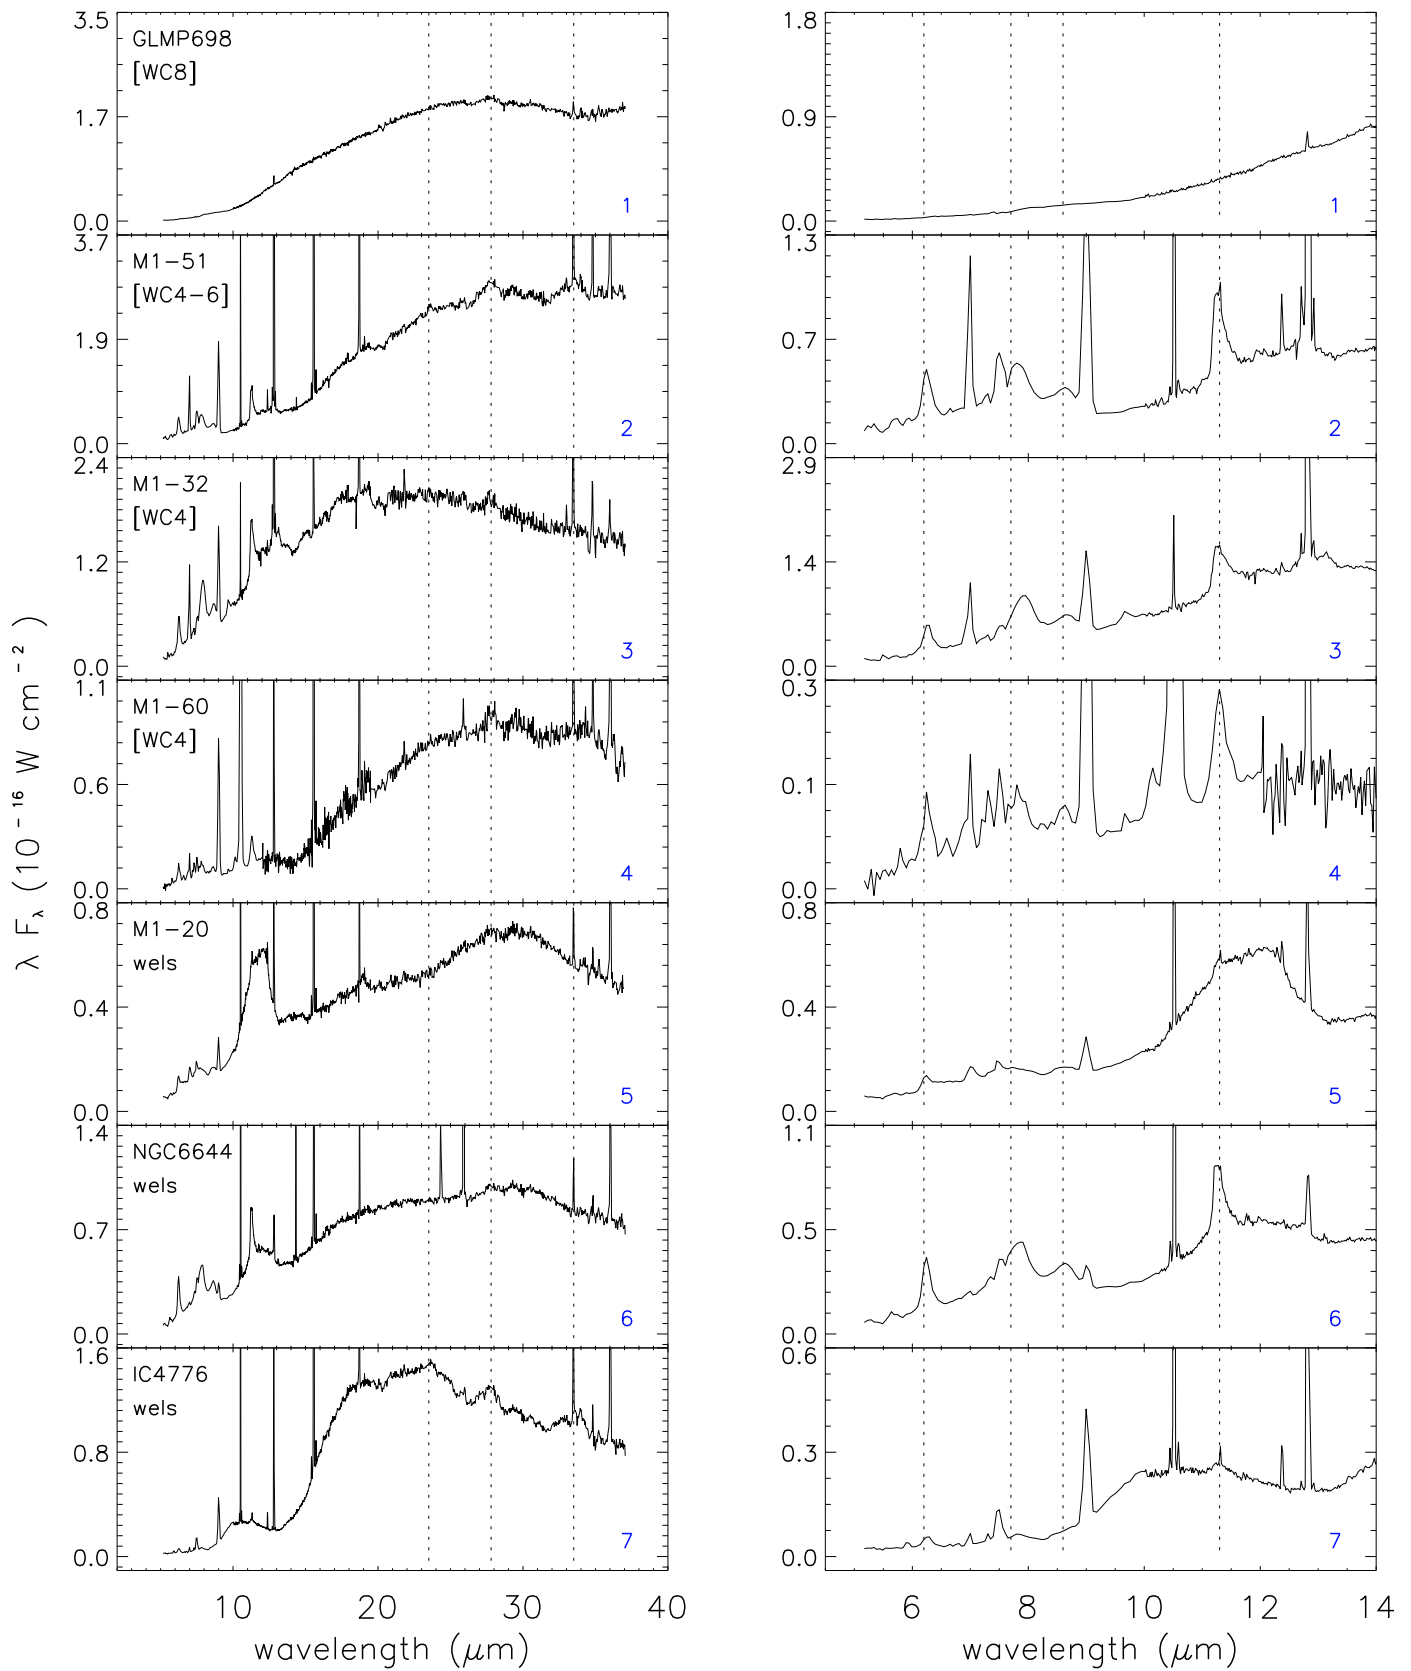 3.5
1.7
0.0
GLMP698
[WC8]
1
1.8
0.9
0.0
1
3.7
1.9
0.0
M1-51
[WC4-6]
2
1.3
0.7
0.0
2
2.4
1.2
0.0
M1-32
[WC4]
3
2.9
1.4
0.0
3
1.1
0.6
0.0
M1-60
[WC4]
4
0.3
0.1
0.0
4
0.8
0.4
0.0
M1-20
wels
5
0.8
0.4
0.0
5
1.4
0.7
0.0
NGC6644
wels
6
1.1
0.5
0.0
6
1.6
0.8
0.0
IC4776
wels
7
0.6
0.3
0.0
7
λ Fλ (10⁻¹⁶ W cm⁻²)
10 20 30 40
wavelength (μm)
6 8 10 12 14
wavelength (μm)